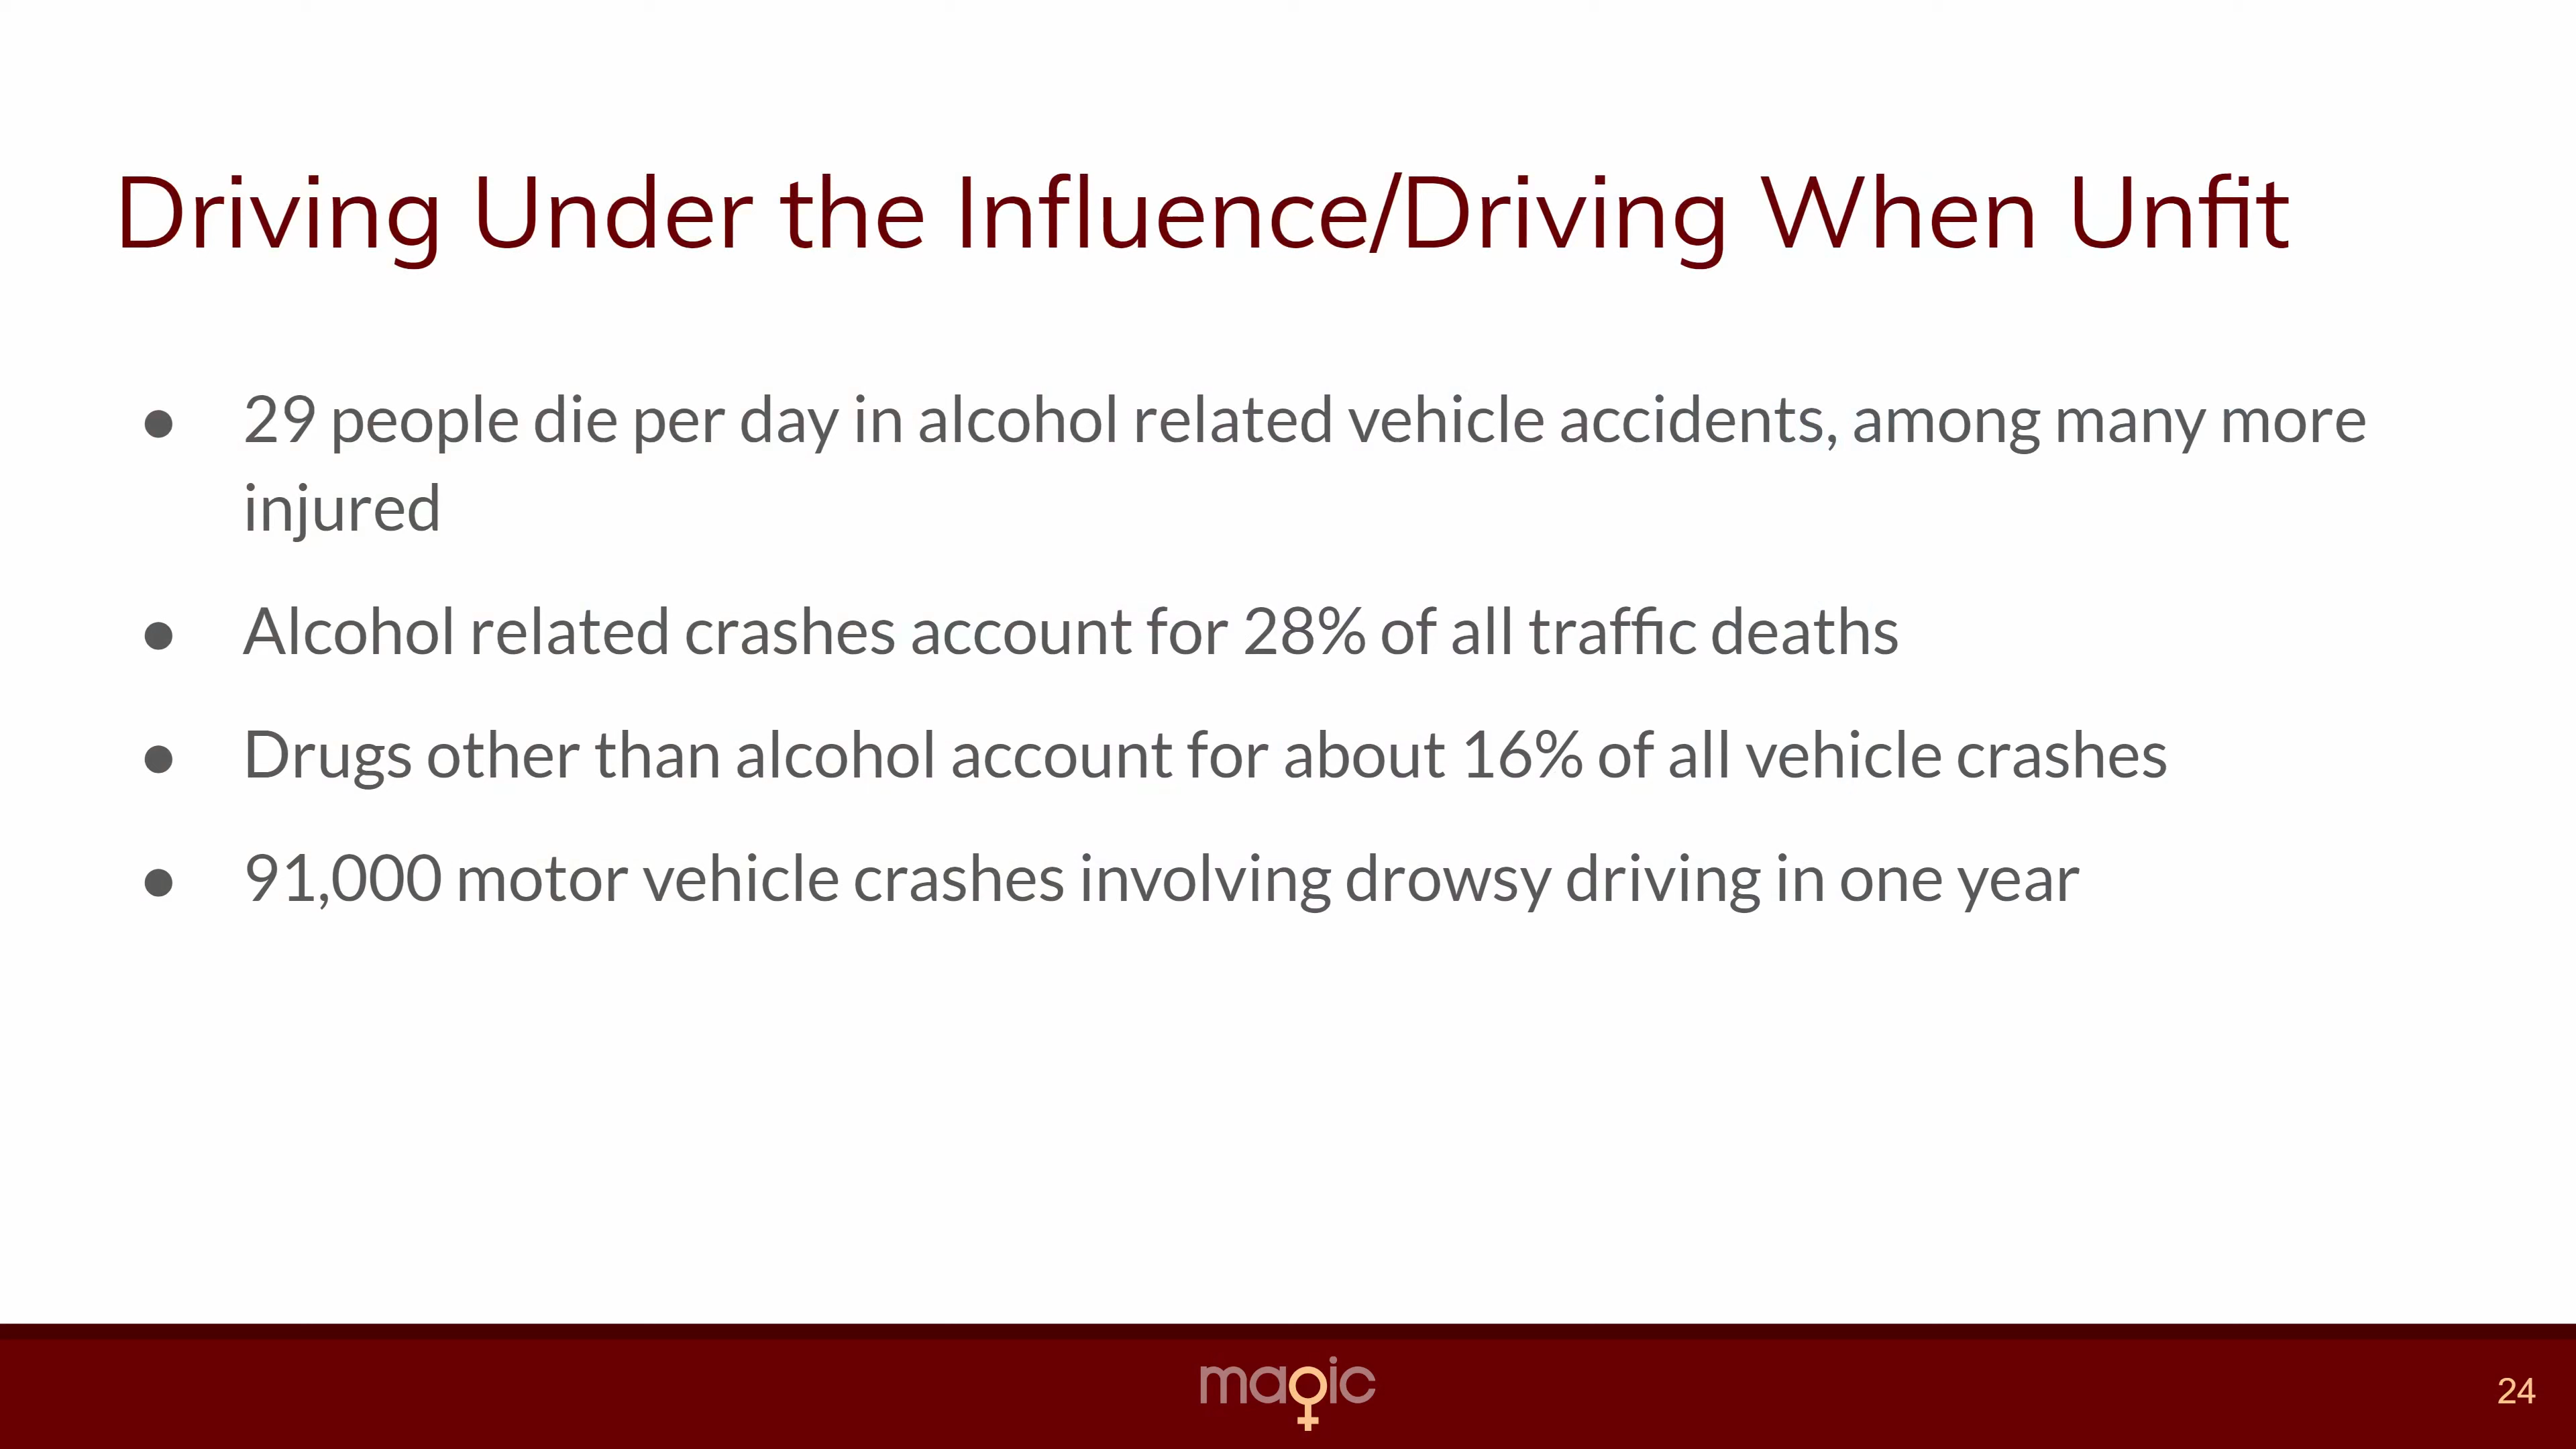 Driving Under the Influence/Driving When Unfit
● 29 people die per day in alcohol related vehicle accidents, among many more
injured
● Alcohol related crashes account for 28% of all traffic deaths
● Drugs other than alcohol account for about 16% of all vehicle crashes
● 91,000 motor vehicle crashes involving drowsy driving in one year
magic
24